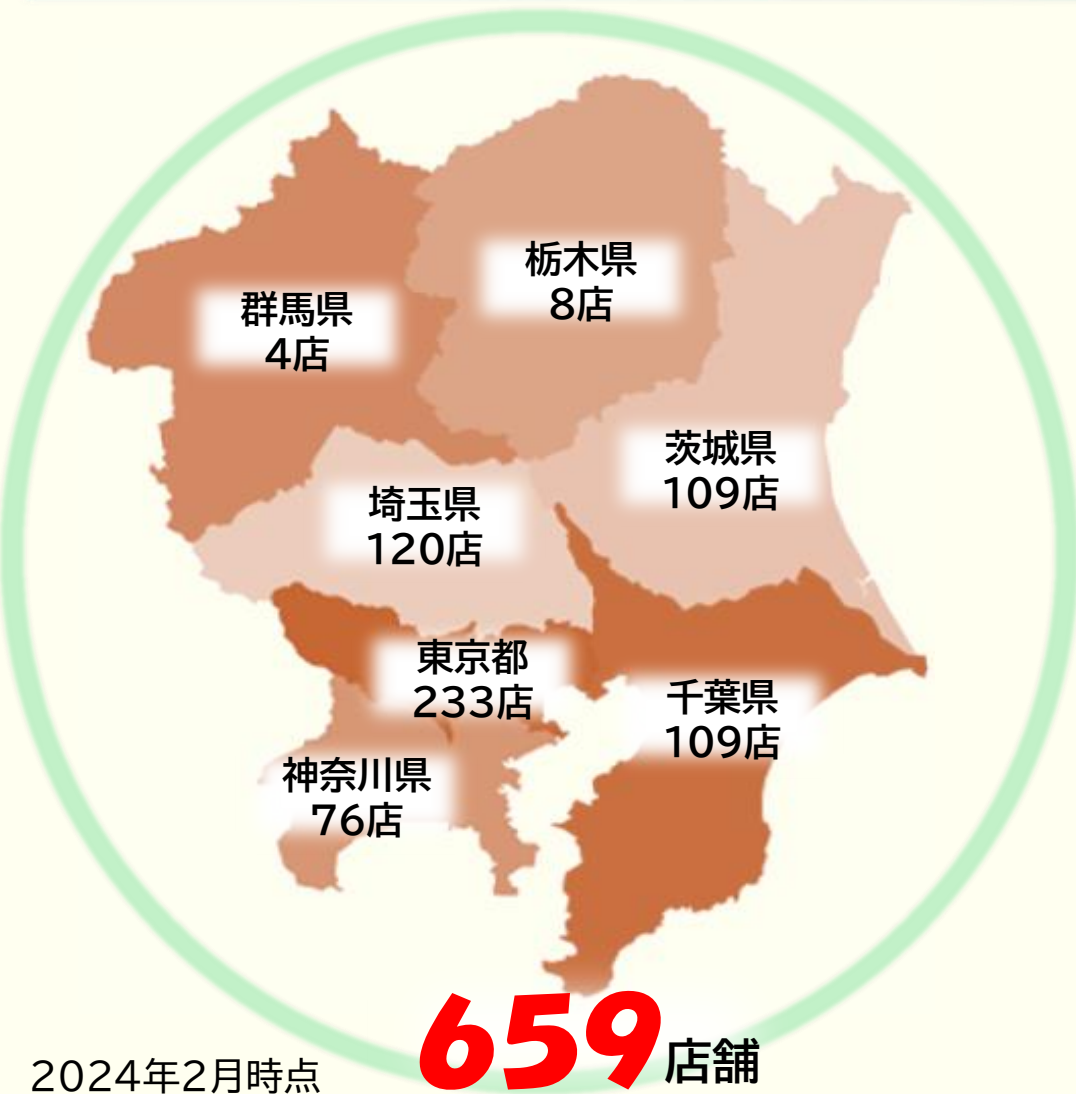 栃木県
8店
群馬県
4店
茨城県
109店
埼玉県
120店
東京都
233店
千葉県
109店
神奈川県
76店
659店舗
2024年2月時点